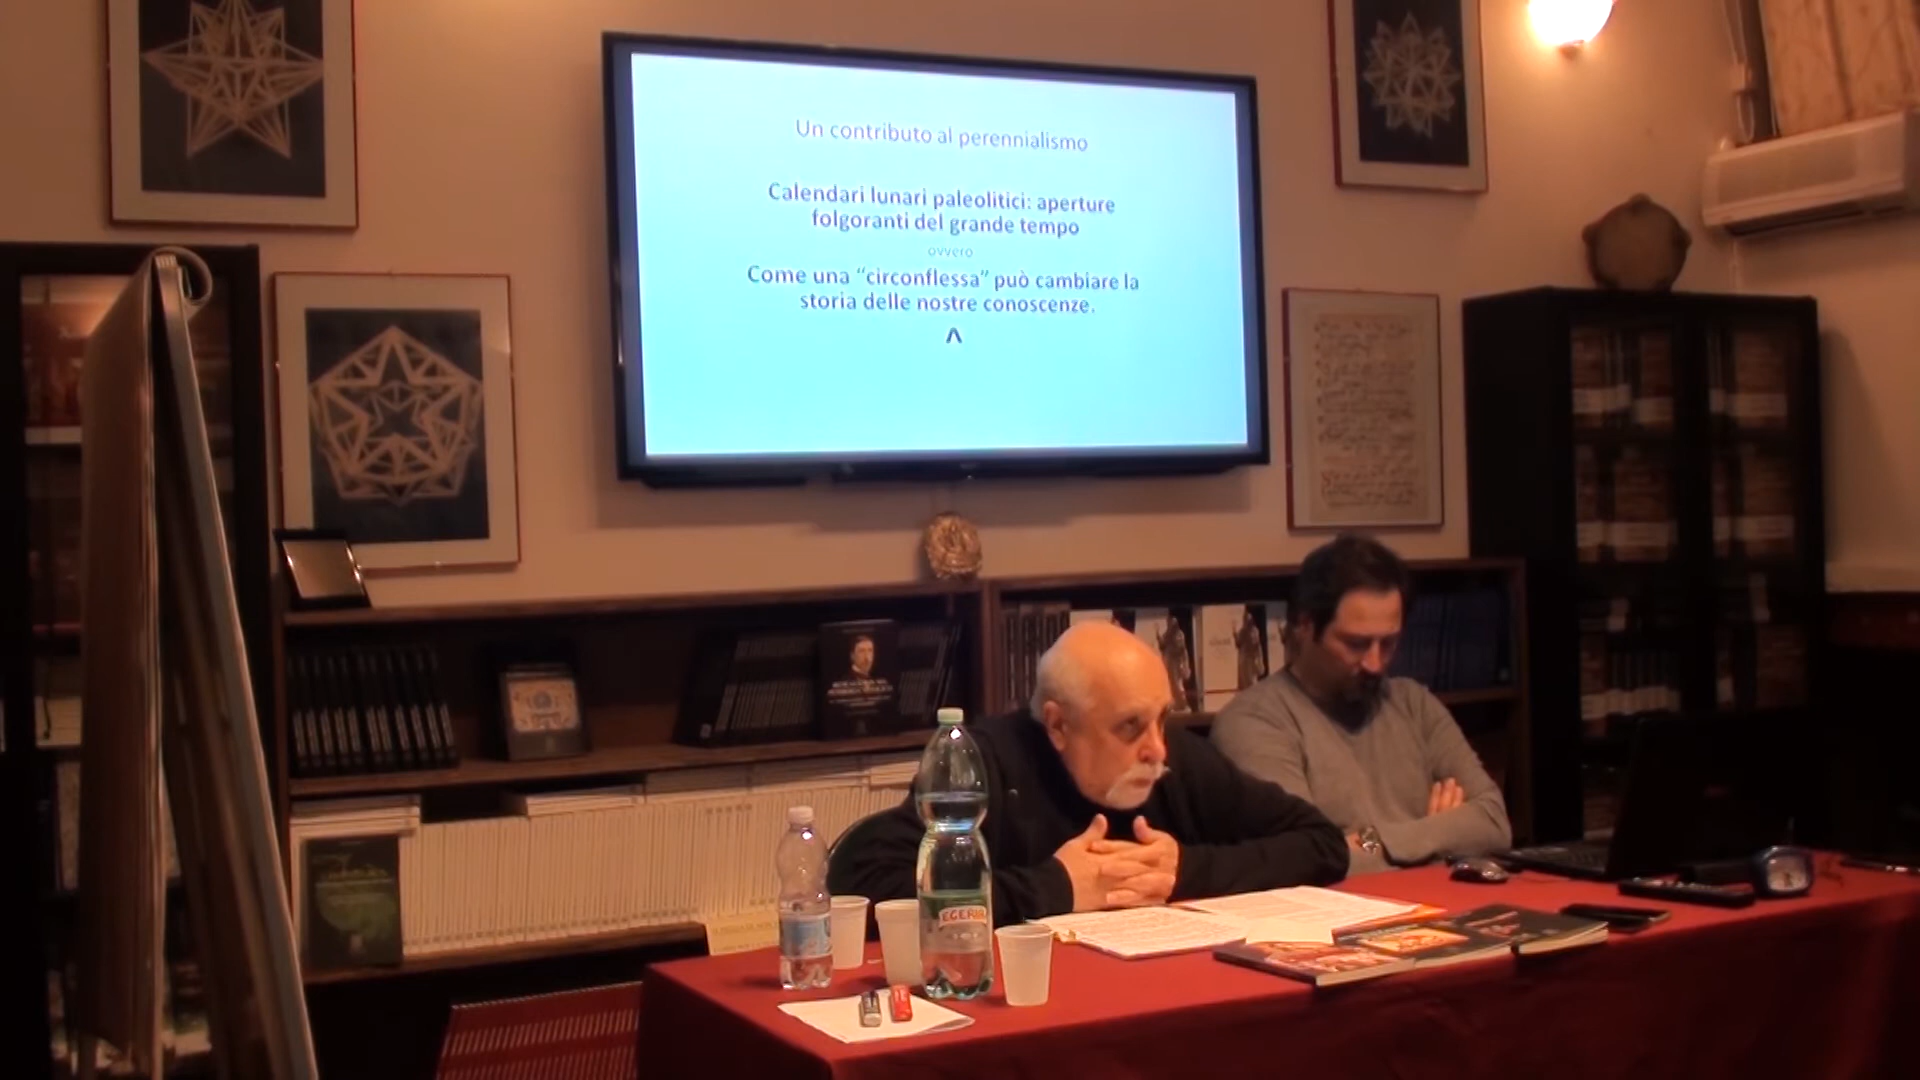 Un contributo al perennialismo
Calendari lunari paleolitici: aperture
folgoranti del grande tempo
ovvero
Come una “circonflessa” può cambiare la
storia delle nostre conoscenze.
^
EGERIA